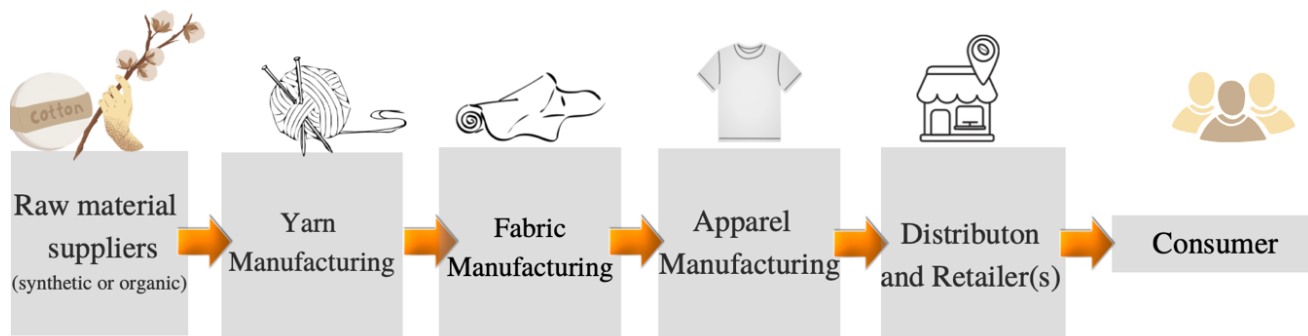 cotton
Raw material
suppliers
(synthetic or organic)
Yarn
Manufacturing
Fabric
Manufacturing
Apparel
Manufacturing
Distributon
and Retailer(s)
Consumer